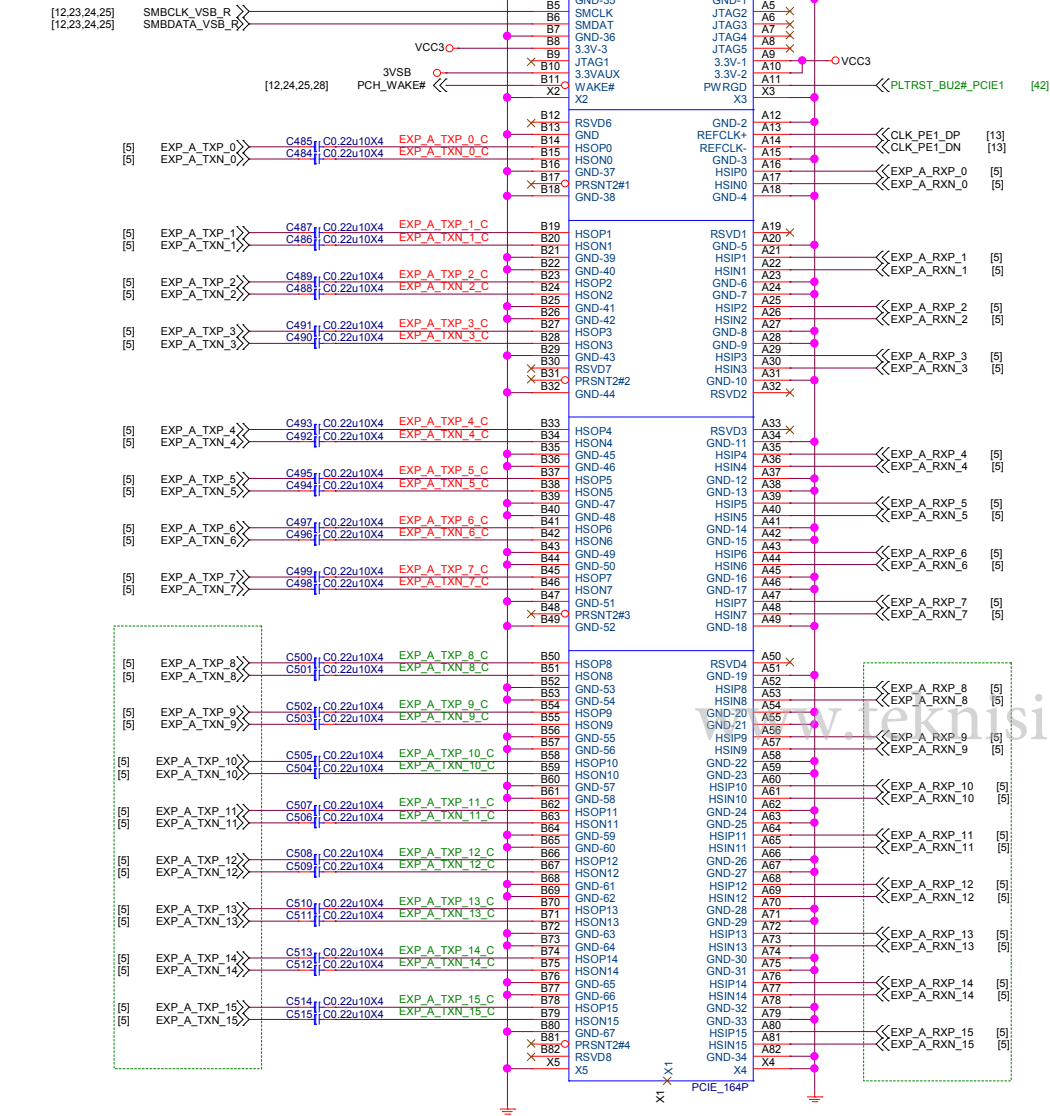 GND-35 GND-1
[12,23,24,25] SMBCLK_VSB_R B5 SMCLK JTAG2 A5
[12,23,24,25] SMBDATA_VSB_R B6 SMDAT JTAG3 A6
B7 GND-36 JTAG4 A7
VCC3 B8 3.3V-3 JTAG5 A8
B9 JTAG1 3.3V-1 A9 VCC3
3VSB B10 3.3VAUX 3.3V-2 A10
[12,24,25,28] PCH_WAKE# B11 WAKE# PWRGD A11 PLTRST_BU2#_PCIE1 [42]
X2 X2 X3 X3
B12 RSVD6 GND-2 A12
B13 GND REFCLK+ A13 CLK_PE1_DP [13]
[5] EXP_A_TXP_0 C485 C0.22u10X4 EXP_A_TXP_0_C B14 HSOP0 REFCLK- A14 CLK_PE1_DN [13]
[5] EXP_A_TXN_0 C484 C0.22u10X4 EXP_A_TXN_0_C B15 HSON0 GND-3 A15
B16 GND-37 HSIP0 A16 EXP_A_RXP_0 [5]
B17 PRSNT2#1 HSIN0 A17 EXP_A_RXN_0 [5]
B18 GND-38 GND-4 A18
[5] EXP_A_TXP_1 C487 C0.22u10X4 EXP_A_TXP_1_C B19 HSOP1 RSVD1 A19
[5] EXP_A_TXN_1 C486 C0.22u10X4 EXP_A_TXN_1_C B20 HSON1 GND-5 A20
B21 GND-39 HSIP1 A21 EXP_A_RXP_1 [5]
B22 GND-40 HSIN1 A22 EXP_A_RXN_1 [5]
[5] EXP_A_TXP_2 C489 C0.22u10X4 EXP_A_TXP_2_C B23 HSOP2 GND-6 A23
[5] EXP_A_TXN_2 C488 C0.22u10X4 EXP_A_TXN_2_C B24 HSON2 GND-7 A24
B25 GND-41 HSIP2 A25 EXP_A_RXP_2 [5]
B26 GND-42 HSIN2 A26 EXP_A_RXN_2 [5]
[5] EXP_A_TXP_3 C491 C0.22u10X4 EXP_A_TXP_3_C B27 HSOP3 GND-8 A27
[5] EXP_A_TXN_3 C490 C0.22u10X4 EXP_A_TXN_3_C B28 HSON3 GND-9 A28
B29 GND-43 HSIP3 A29 EXP_A_RXP_3 [5]
B30 RSVD7 HSIN3 A30 EXP_A_RXN_3 [5]
B31 PRSNT2#2 GND-10 A31
B32 GND-44 RSVD2 A32
[5] EXP_A_TXP_4 C493 C0.22u10X4 EXP_A_TXP_4_C B33 HSOP4 RSVD3 A33
[5] EXP_A_TXN_4 C492 C0.22u10X4 EXP_A_TXN_4_C B34 HSON4 GND-11 A34
B35 GND-45 HSIP4 A35 EXP_A_RXP_4 [5]
B36 GND-46 HSIN4 A36 EXP_A_RXN_4 [5]
[5] EXP_A_TXP_5 C495 C0.22u10X4 EXP_A_TXP_5_C B37 HSOP5 GND-12 A37
[5] EXP_A_TXN_5 C494 C0.22u10X4 EXP_A_TXN_5_C B38 HSON5 GND-13 A38
B39 GND-47 HSIP5 A39 EXP_A_RXP_5 [5]
B40 GND-48 HSIN5 A40 EXP_A_RXN_5 [5]
[5] EXP_A_TXP_6 C497 C0.22u10X4 EXP_A_TXP_6_C B41 HSOP6 GND-14 A41
[5] EXP_A_TXN_6 C496 C0.22u10X4 EXP_A_TXN_6_C B42 HSON6 GND-15 A42
B43 GND-49 HSIP6 A43 EXP_A_RXP_6 [5]
B44 GND-50 HSIN6 A44 EXP_A_RXN_6 [5]
[5] EXP_A_TXP_7 C499 C0.22u10X4 EXP_A_TXP_7_C B45 HSOP7 GND-16 A45
[5] EXP_A_TXN_7 C498 C0.22u10X4 EXP_A_TXN_7_C B46 HSON7 GND-17 A46
B47 GND-51 HSIP7 A47 EXP_A_RXP_7 [5]
B48 PRSNT2#3 HSIN7 A48 EXP_A_RXN_7 [5]
B49 GND-52 GND-18 A49
[5] EXP_A_TXP_8 C500 C0.22u10X4 EXP_A_TXP_8_C B50 HSOP8 RSVD4 A50
[5] EXP_A_TXN_8 C501 C0.22u10X4 EXP_A_TXN_8_C B51 HSON8 GND-19 A51
B52 GND-53 HSIP8 A52 EXP_A_RXP_8 [5]
B53 GND-54 HSIN8 A53 EXP_A_RXN_8 [5]
[5] EXP_A_TXP_9 C502 C0.22u10X4 EXP_A_TXP_9_C B54 HSOP9 GND-20 A54
www.teknisi
[5] EXP_A_TXN_9 C503 C0.22u10X4 EXP_A_TXN_9_C B55 HSON9 GND-21 A55
B56 GND-55 HSIP9 A56 EXP_A_RXP_9 [5]
B57 GND-56 HSIN9 A57 EXP_A_RXN_9 [5]
[5] EXP_A_TXP_10 C505 C0.22u10X4 EXP_A_TXP_10_C B58 HSOP10 GND-22 A58
[5] EXP_A_TXN_10 C504 C0.22u10X4 EXP_A_TXN_10_C B59 HSON10 GND-23 A59
B60 GND-57 HSIP10 A60 EXP_A_RXP_10 [5]
B61 GND-58 HSIN10 A61 EXP_A_RXN_10 [5]
[5] EXP_A_TXP_11 C507 C0.22u10X4 EXP_A_TXP_11_C B62 HSOP11 GND-24 A62
[5] EXP_A_TXN_11 C506 C0.22u10X4 EXP_A_TXN_11_C B63 HSON11 GND-25 A63
B64 GND-59 HSIP11 A64 EXP_A_RXP_11 [5]
B65 GND-60 HSIN11 A65 EXP_A_RXN_11 [5]
[5] EXP_A_TXP_12 C508 C0.22u10X4 EXP_A_TXP_12_C B66 HSOP12 GND-26 A66
[5] EXP_A_TXN_12 C509 C0.22u10X4 EXP_A_TXN_12_C B67 HSON12 GND-27 A67
B68 GND-61 HSIP12 A68 EXP_A_RXP_12 [5]
B69 GND-62 HSIN12 A69 EXP_A_RXN_12 [5]
[5] EXP_A_TXP_13 C510 C0.22u10X4 EXP_A_TXP_13_C B70 HSOP13 GND-28 A70
[5] EXP_A_TXN_13 C511 C0.22u10X4 EXP_A_TXN_13_C B71 HSON13 GND-29 A71
B72 GND-63 HSIP13 A72 EXP_A_RXP_13 [5]
B73 GND-64 HSIN13 A73 EXP_A_RXN_13 [5]
[5] EXP_A_TXP_14 C513 C0.22u10X4 EXP_A_TXP_14_C B74 HSOP14 GND-30 A74
[5] EXP_A_TXN_14 C512 C0.22u10X4 EXP_A_TXN_14_C B75 HSON14 GND-31 A75
B76 GND-65 HSIP14 A76 EXP_A_RXP_14 [5]
B77 GND-66 HSIN14 A77 EXP_A_RXN_14 [5]
[5] EXP_A_TXP_15 C514 C0.22u10X4 EXP_A_TXP_15_C B78 HSOP15 GND-32 A78
[5] EXP_A_TXN_15 C515 C0.22u10X4 EXP_A_TXN_15_C B79 HSON15 GND-33 A79
B80 GND-67 HSIP15 A80 EXP_A_RXP_15 [5]
B81 PRSNT2#4 HSIN15 A81 EXP_A_RXN_15 [5]
B82 RSVD8 GND-34 A82
X5 X5 X1 X4 X4
X1 PCIE_164P